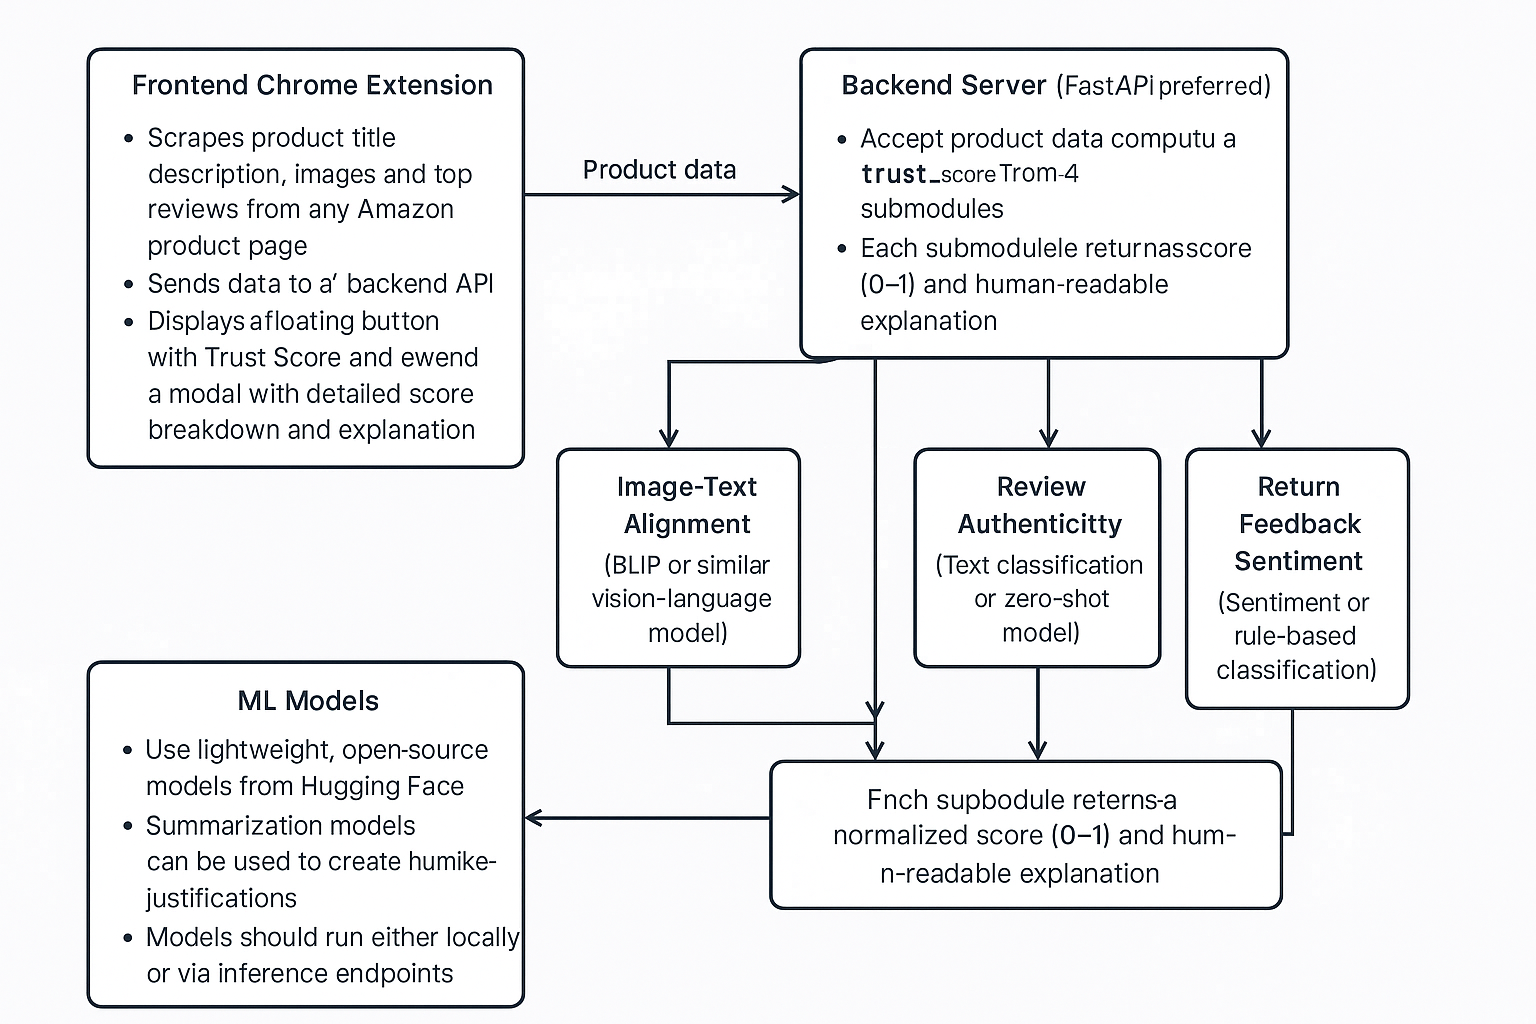 Frontend Chrome Extension
• Scrapes product title
description, images and top
reviews from any Amazon
product page
• Sends data to a’ backend API
• Displays afloating button
with Trust Score and ewend
a modal with detailed score
breakdown and explanation
Product data
Backend Server (FastAPI preferred)
• Accept product data computu a
trust_score Trom-4
submodules
• Each submodulele returnasscore
(0–1) and human-readable
explanation
Image-Text
Alignment
(BLIP or similar
vision-language
model)
Review
Authenticitty
(Text classification
or zero-shot
model)
Return
Feedback
Sentiment
(Sentiment or
rule-based
classification)
ML Models
• Use lightweight, open-source
models from Hugging Face
• Summarization models
can be used to create humike-
justifications
• Models should run either locally
or via inference endpoints
Fnch supbodule reterns-a
normalized score (0–1) and hum-
n-readable explanation